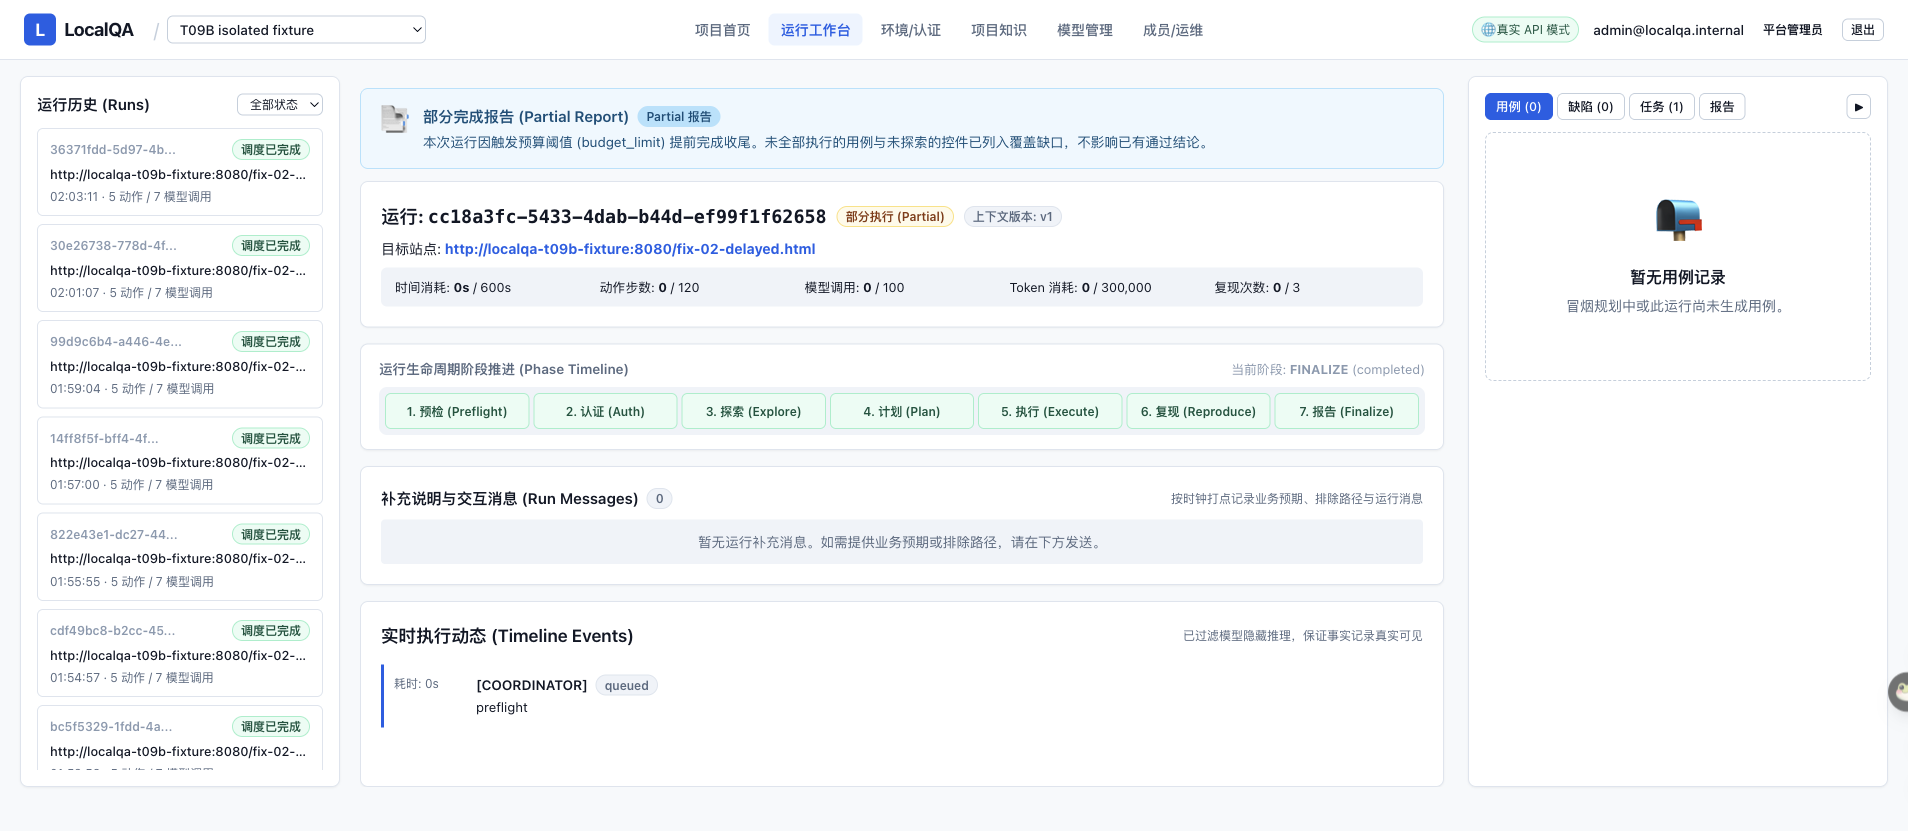 L LocalQA / T09B isolated fixture 项目首页 运行工作台 环境/认证 项目知识 模型管理 成员/运维 真实 API 模式 admin@localqa.internal 平台管理员 退出
运行历史 (Runs) 全部状态
36371fdd-5d97-4b... 调度已完成
http://localqa-t09b-fixture:8080/fix-02-...
02:03:11 · 5 动作 / 7 模型调用
30e26738-778d-4f... 调度已完成
http://localqa-t09b-fixture:8080/fix-02-...
02:01:07 · 5 动作 / 7 模型调用
99d9c6b4-a446-4e... 调度已完成
http://localqa-t09b-fixture:8080/fix-02-...
01:59:04 · 5 动作 / 7 模型调用
14ff8f5f-bff4-4f... 调度已完成
http://localqa-t09b-fixture:8080/fix-02-...
01:57:00 · 5 动作 / 7 模型调用
822e43e1-dc27-44... 调度已完成
http://localqa-t09b-fixture:8080/fix-02-...
01:55:55 · 5 动作 / 7 模型调用
cdf49bc8-b2cc-45... 调度已完成
http://localqa-t09b-fixture:8080/fix-02-...
01:54:57 · 5 动作 / 7 模型调用
bc5f5329-1fdd-4a... 调度已完成
http://localqa-t09b-fixture:8080/fix-02-...
部分完成报告 (Partial Report) Partial 报告
本次运行因触发预算阈值 (budget_limit) 提前完成收尾。未全部执行的用例与未探索的控件已列入覆盖缺口，不影响已有通过结论。
运行: cc18a3fc-5433-4dab-b44d-ef99f1f62658 部分执行 (Partial) 上下文版本: v1
目标站点: http://localqa-t09b-fixture:8080/fix-02-delayed.html
时间消耗: 0s / 600s 动作步数: 0 / 120 模型调用: 0 / 100 Token 消耗: 0 / 300,000 复现次数: 0 / 3
运行生命周期阶段推进 (Phase Timeline) 当前阶段: FINALIZE (completed)
1. 预检 (Preflight) 2. 认证 (Auth) 3. 探索 (Explore) 4. 计划 (Plan) 5. 执行 (Execute) 6. 复现 (Reproduce) 7. 报告 (Finalize)
补充说明与交互消息 (Run Messages) 0 按时钟打点记录业务预期、排除路径与运行消息
暂无运行补充消息。如需提供业务预期或排除路径，请在下方发送。
实时执行动态 (Timeline Events) 已过滤模型隐藏推理，保证事实记录真实可见
耗时: 0s [COORDINATOR] queued
preflight
用例 (0) 缺陷 (0) 任务 (1) 报告
暂无用例记录
冒烟规划中或此运行尚未生成用例。